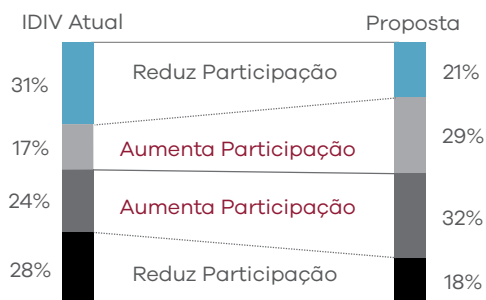 IDIV Atual
Proposta
31%
Reduz Participação
21%
17%
Aumenta Participação
29%
24%
Aumenta Participação
32%
28%
Reduz Participação
18%